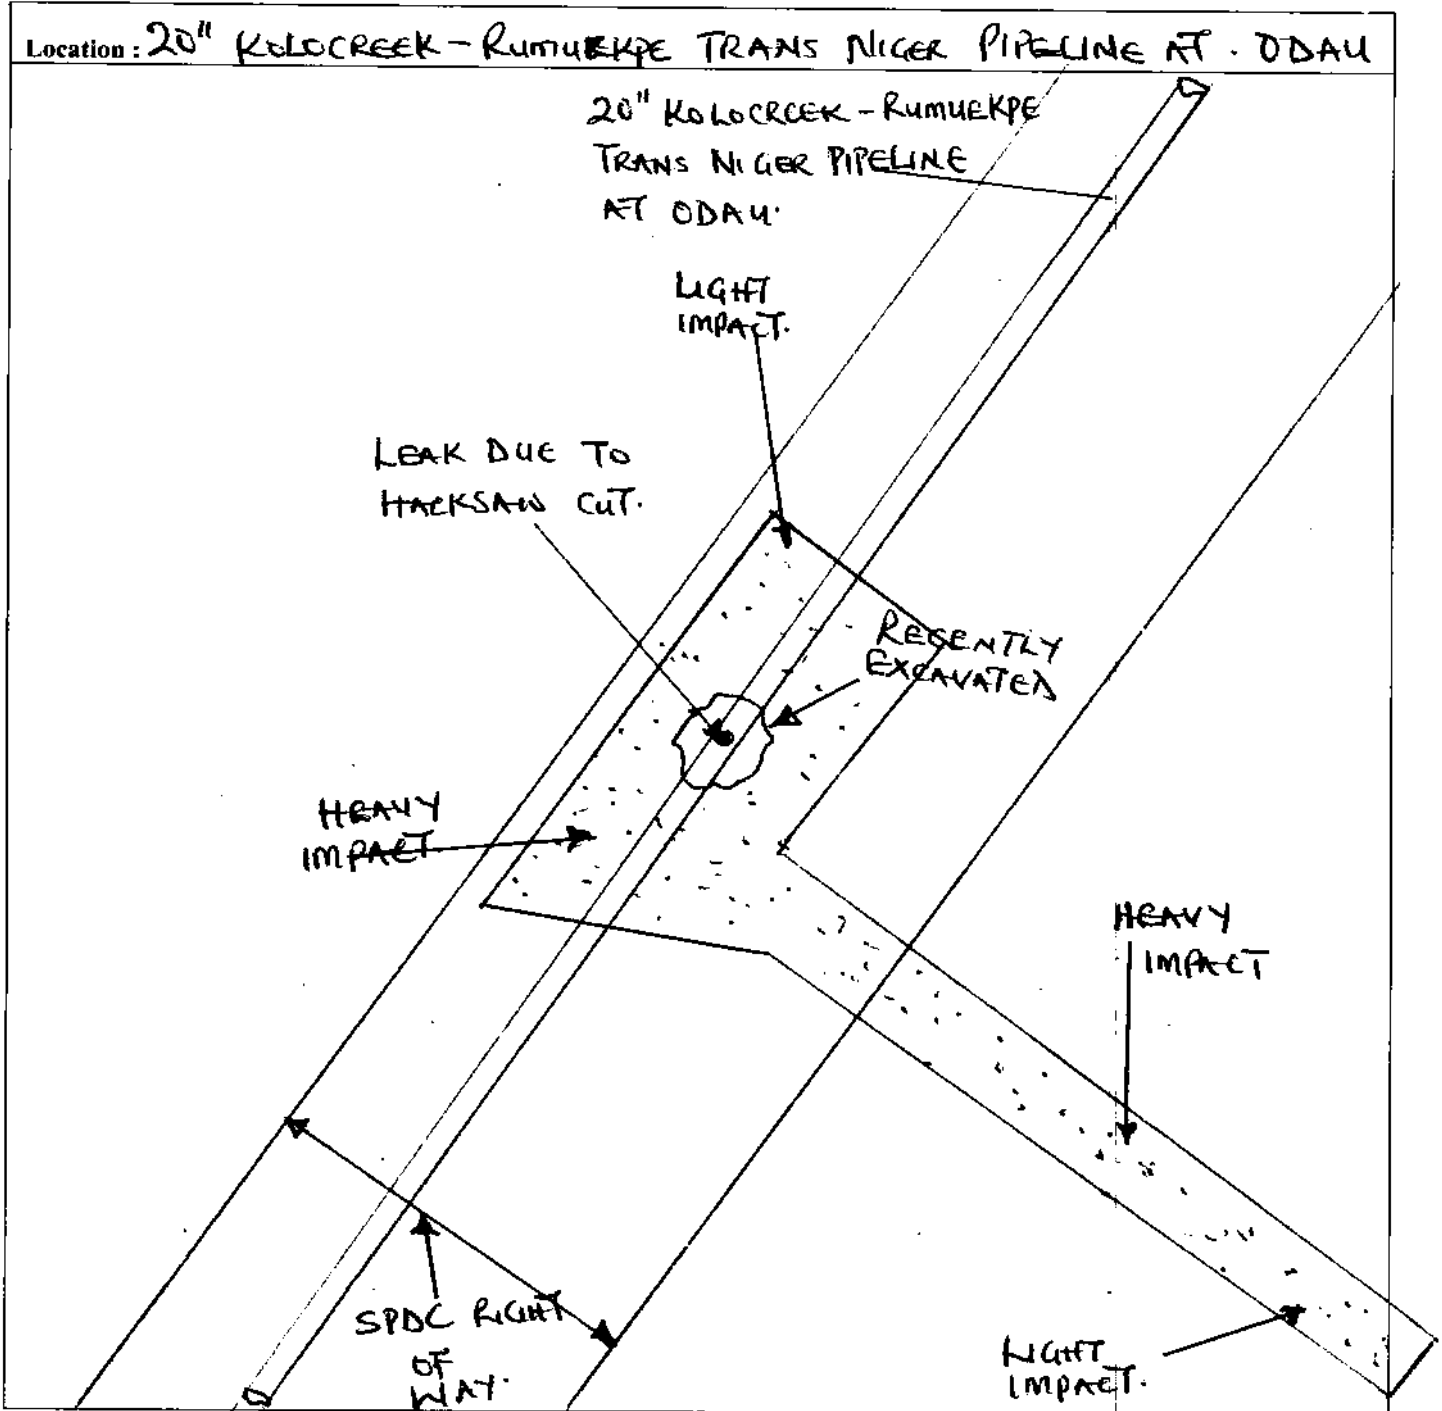 Location : 20" KOLOCREEK - RUMUEKPE TRANS NIGER PIPELINE AT . ODAU
20" KOLOCREEK - RUMUEKPE
TRANS NIGER PIPELINE
AT ODAU.
LIGHT
IMPACT.
LEAK DUE TO
HACKSAW CUT.
RECENTLY
EXCAVATED
HEAVY
IMPACT.
HEAVY
IMPACT
SPDC RIGHT
OF
WAY.
LIGHT
IMPACT.